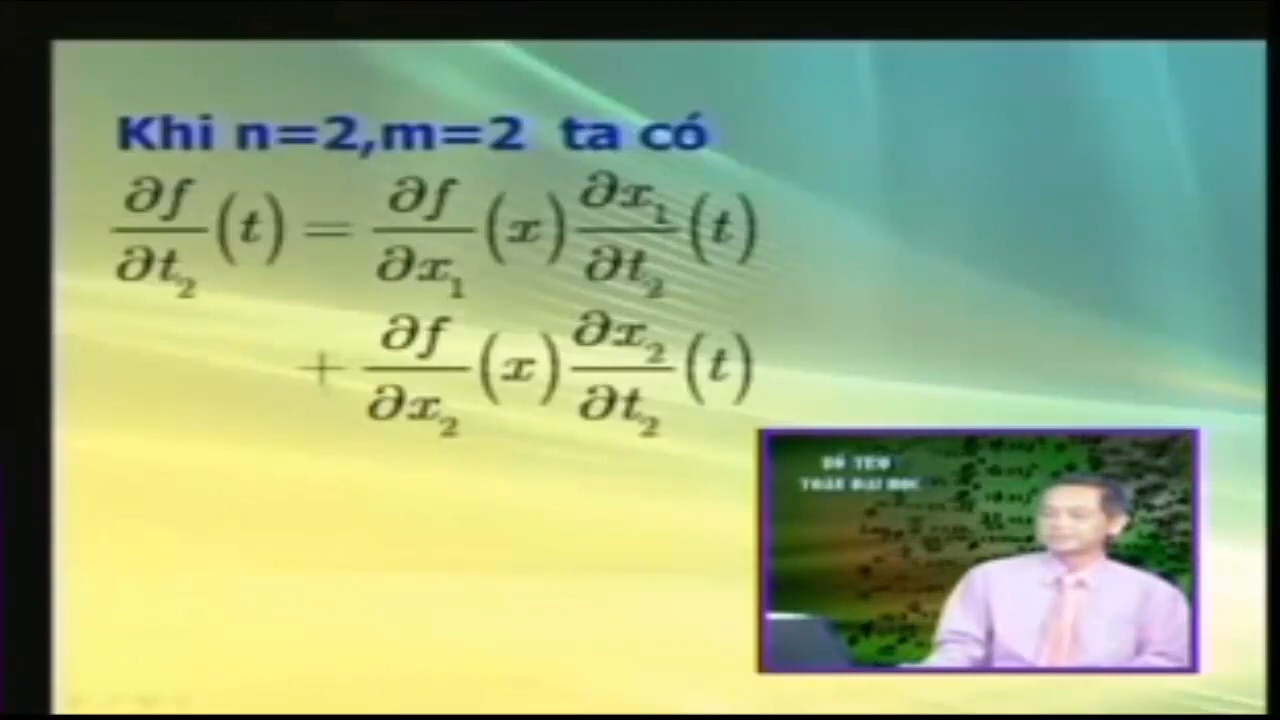 Khi n=2,m=2 ta có
∂f/∂t₂ (t) = ∂f/∂x₁ (x) ∂x₁/∂t₂ (t)
+ ∂f/∂x₂ (x) ∂x₂/∂t₂ (t)